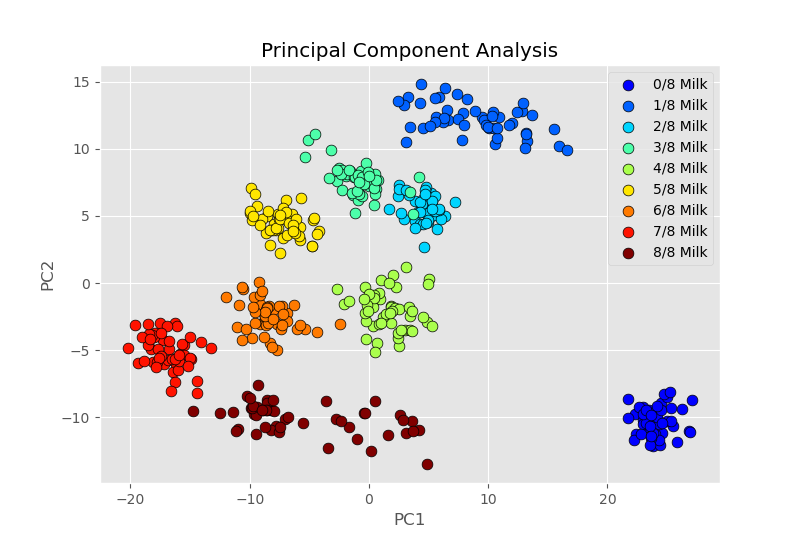 Principal Component Analysis
15
10
5
0
−5
−10
−20
−10
0
10
20
PC2
PC1
0/8 Milk
1/8 Milk
2/8 Milk
3/8 Milk
4/8 Milk
5/8 Milk
6/8 Milk
7/8 Milk
8/8 Milk